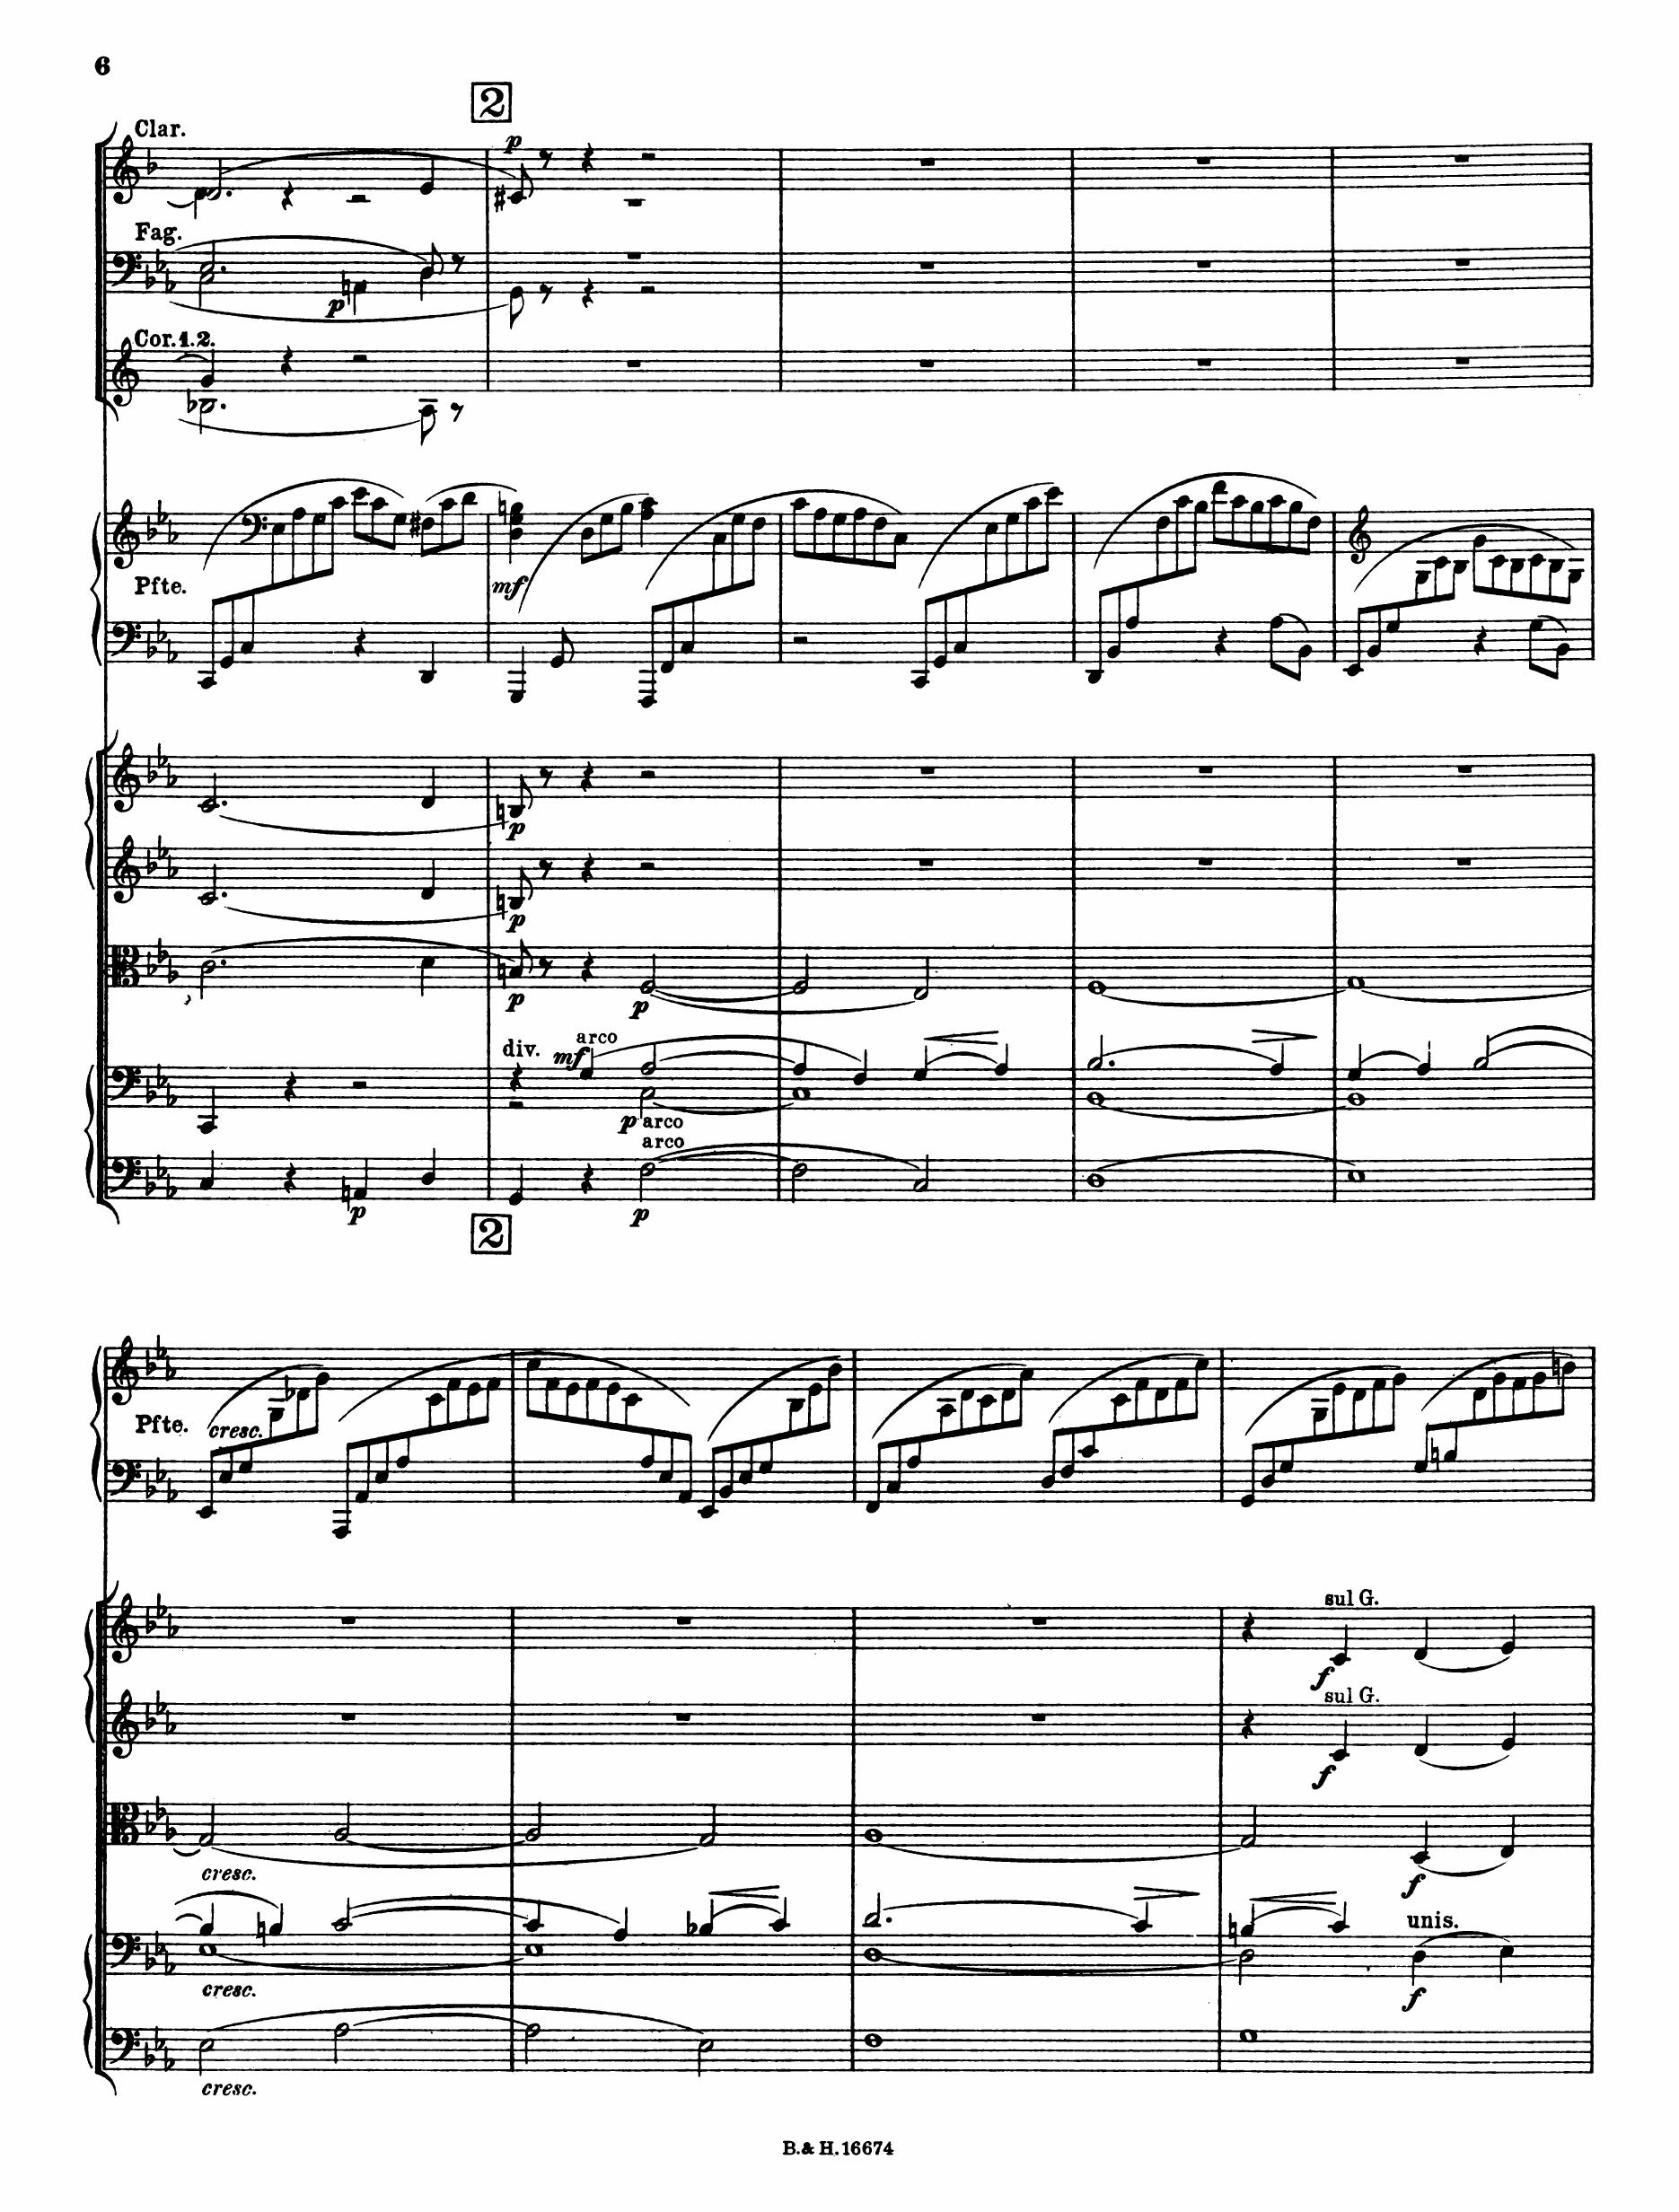 6
2
Clar.
p
Fag.
p
Cor.1.2.
Pfte.
mf
p
p
p
p
div.
mf
arco
p arco
arco
p
p
2
Pfte.
cresc.
sul G.
f
sul G.
f
cresc.
f
unis.
cresc.
f
cresc.
B.& H. 16674